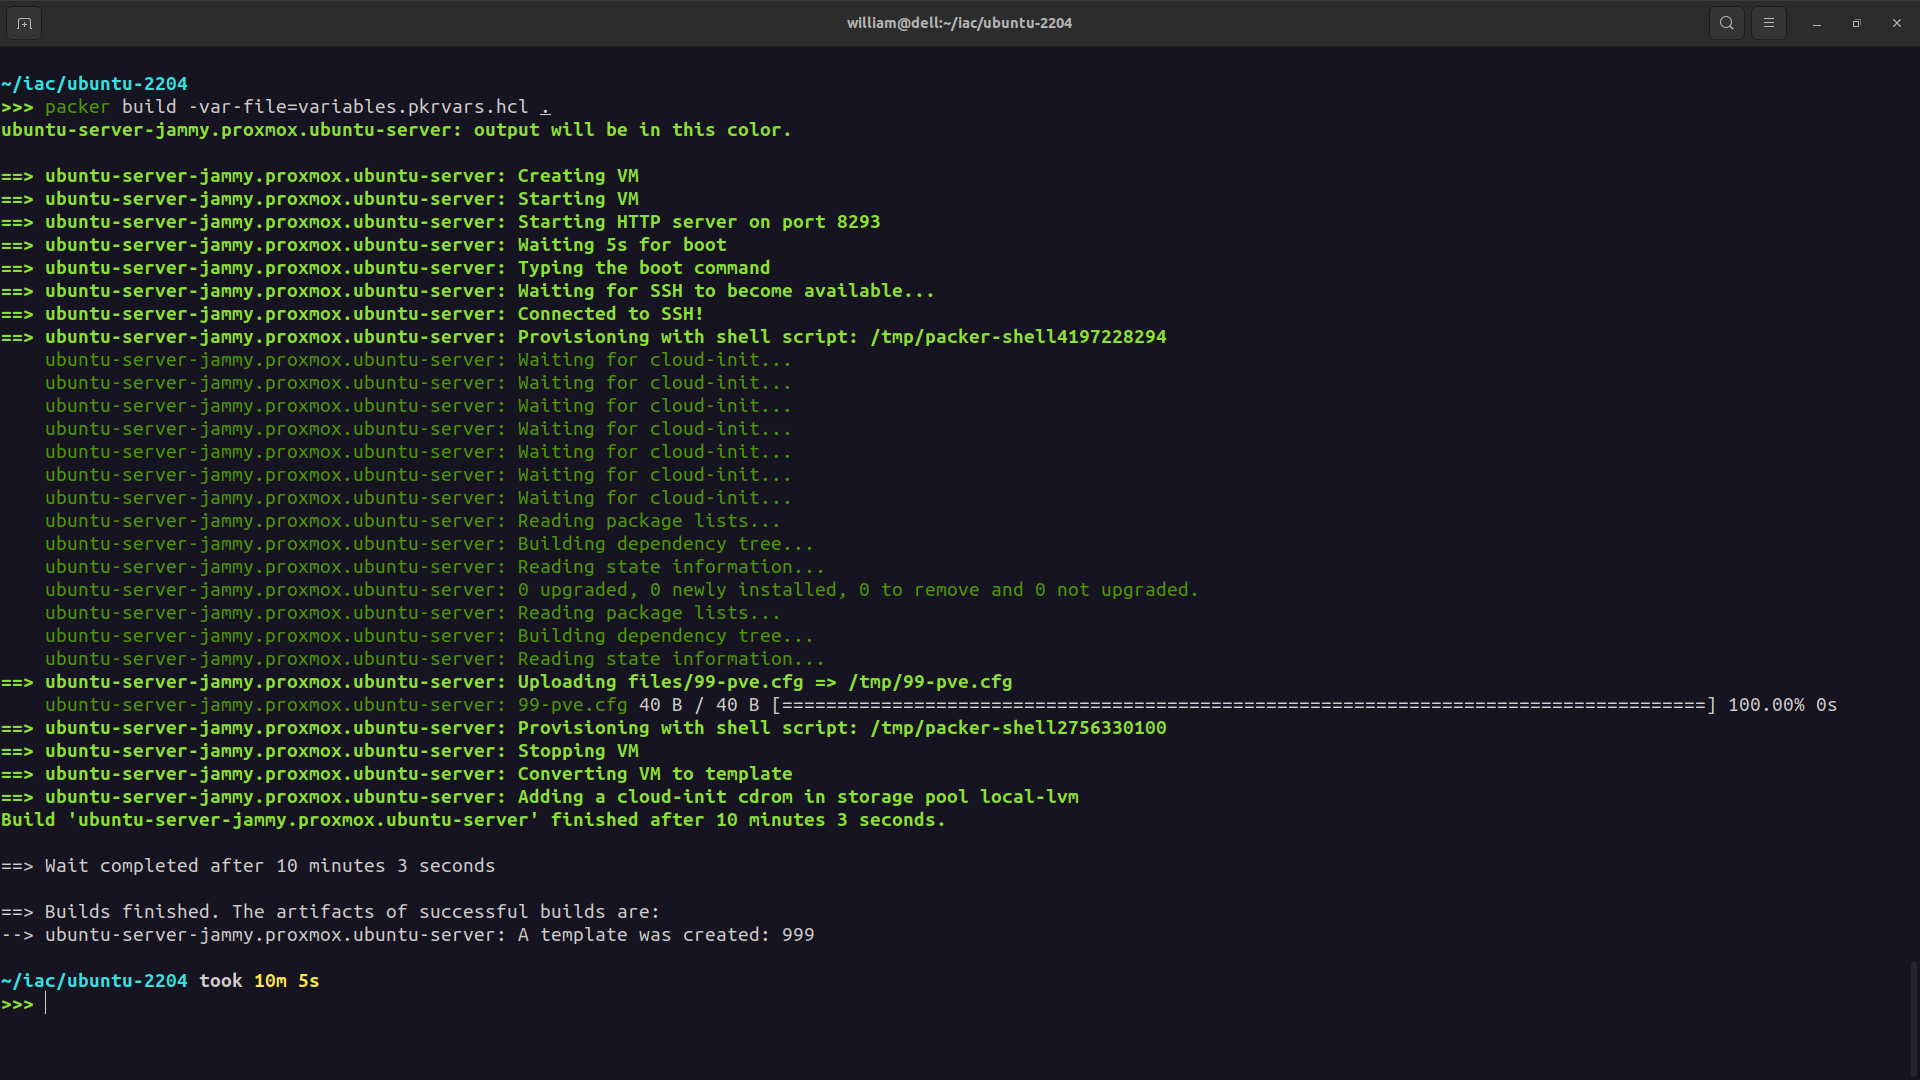 william@dell:~/iac/ubuntu-2204
~/iac/ubuntu-2204
>>> packer build -var-file=variables.pkrvars.hcl .
ubuntu-server-jammy.proxmox.ubuntu-server: output will be in this color.
==> ubuntu-server-jammy.proxmox.ubuntu-server: Creating VM
==> ubuntu-server-jammy.proxmox.ubuntu-server: Starting VM
==> ubuntu-server-jammy.proxmox.ubuntu-server: Starting HTTP server on port 8293
==> ubuntu-server-jammy.proxmox.ubuntu-server: Waiting 5s for boot
==> ubuntu-server-jammy.proxmox.ubuntu-server: Typing the boot command
==> ubuntu-server-jammy.proxmox.ubuntu-server: Waiting for SSH to become available...
==> ubuntu-server-jammy.proxmox.ubuntu-server: Connected to SSH!
==> ubuntu-server-jammy.proxmox.ubuntu-server: Provisioning with shell script: /tmp/packer-shell4197228294
ubuntu-server-jammy.proxmox.ubuntu-server: Waiting for cloud-init...
ubuntu-server-jammy.proxmox.ubuntu-server: Waiting for cloud-init...
ubuntu-server-jammy.proxmox.ubuntu-server: Waiting for cloud-init...
ubuntu-server-jammy.proxmox.ubuntu-server: Waiting for cloud-init...
ubuntu-server-jammy.proxmox.ubuntu-server: Waiting for cloud-init...
ubuntu-server-jammy.proxmox.ubuntu-server: Waiting for cloud-init...
ubuntu-server-jammy.proxmox.ubuntu-server: Waiting for cloud-init...
ubuntu-server-jammy.proxmox.ubuntu-server: Reading package lists...
ubuntu-server-jammy.proxmox.ubuntu-server: Building dependency tree...
ubuntu-server-jammy.proxmox.ubuntu-server: Reading state information...
ubuntu-server-jammy.proxmox.ubuntu-server: 0 upgraded, 0 newly installed, 0 to remove and 0 not upgraded.
ubuntu-server-jammy.proxmox.ubuntu-server: Reading package lists...
ubuntu-server-jammy.proxmox.ubuntu-server: Building dependency tree...
ubuntu-server-jammy.proxmox.ubuntu-server: Reading state information...
==> ubuntu-server-jammy.proxmox.ubuntu-server: Uploading files/99-pve.cfg => /tmp/99-pve.cfg
ubuntu-server-jammy.proxmox.ubuntu-server: 99-pve.cfg 40 B / 40 B [====================================================================================] 100.00% 0s
==> ubuntu-server-jammy.proxmox.ubuntu-server: Provisioning with shell script: /tmp/packer-shell2756330100
==> ubuntu-server-jammy.proxmox.ubuntu-server: Stopping VM
==> ubuntu-server-jammy.proxmox.ubuntu-server: Converting VM to template
==> ubuntu-server-jammy.proxmox.ubuntu-server: Adding a cloud-init cdrom in storage pool local-lvm
Build 'ubuntu-server-jammy.proxmox.ubuntu-server' finished after 10 minutes 3 seconds.
==> Wait completed after 10 minutes 3 seconds
==> Builds finished. The artifacts of successful builds are:
--> ubuntu-server-jammy.proxmox.ubuntu-server: A template was created: 999
~/iac/ubuntu-2204 took 10m 5s
>>>